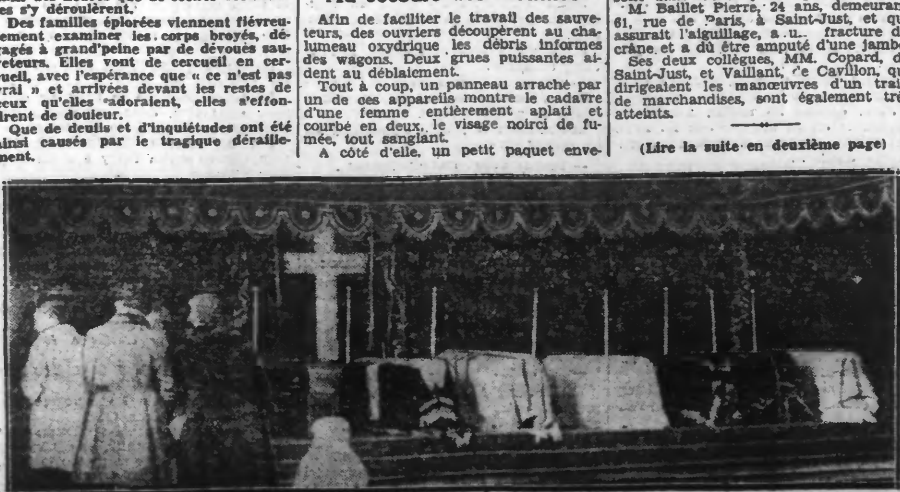 es s'y déroulèrent.
Des familles éplorées viennent fiévreu-
sement examiner les corps broyés, dé-
gagés à grand'peine par de dévoués sau-
veteurs. Elles vont de cercueil en cer-
cueil, avec l'espérance que « ce n'est pas
vrai » et arrivées devant les restes de
ceux qu'elles adoraient, elles s'effon-
drent de douleur.
Que de deuils et d'inquiétudes ont été
ainsi causés par le tragique déraille-
ment.
Afin de faciliter le travail des sauve-
teurs, des ouvriers découpèrent au cha-
lumeau oxydrique les débris informes
des wagons. Deux grues puissantes ai-
dent au déblaiement.
Tout à coup, un panneau arraché par
un de ces appareils montre le cadavre
d'une femme entièrement aplati et
courbé en deux, le visage noirci de fu-
mée, tout sanglant.
A côté d'elle, un petit paquet enve-
M. Baillet Pierre, 24 ans, demeuran
61, rue de Paris, à Saint-Just, et qu
assurait l'aiguillage, a fracture d
crâne et a dû être amputé d'une jambe
Ses deux collègues, MM. Copard, d
Saint-Just, et Vaillant, de Cavillon, qu
dirigeaient les manœuvres d'un trai
de marchandises, sont également trè
atteints.
(Lire la suite en deuxième page)